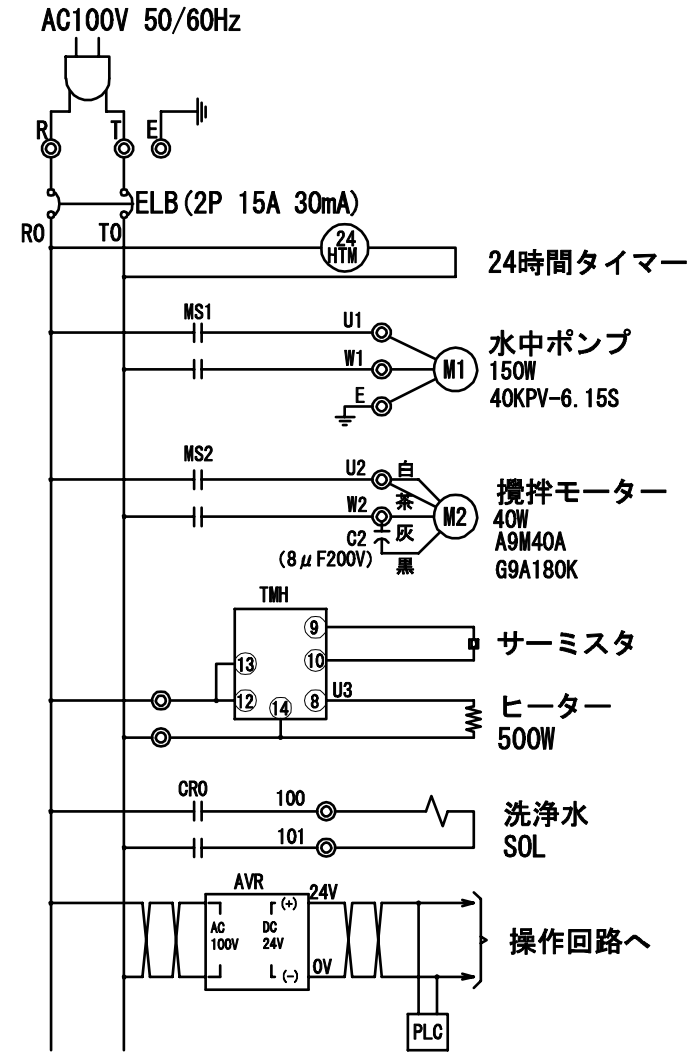 AC100V 50/60Hz
R T E
ELB(2P 15A 30mA)
R0 T0
24
HTM
24時間タイマー
MS1 U1
水中ポンプ
W1 M1 150W
E 40KPV-6.15S
MS2 U2 白
茶
攪拌モーター
W2 M2 40W
C2 灰 A9M40A
(8μF200V) 黒 G9A180K
TMH
9
サーミスタ
13 10
12 14 8 U3
ヒーター
500W
CR0 100
洗浄水
101 SOL
AVR
24V
(+)
AC DC
100V 24V
操作回路へ
(-) 0V
PLC